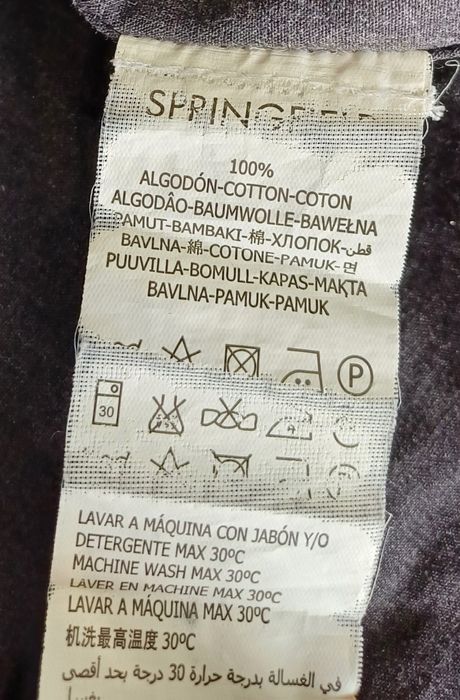 100%
ALGODÓN-COTTON-COTON
ALGODÂO-BAUMWOLLE-BAWEŁNA
PAMUT-BAMBAKI-棉-ХЛОПОК-قطن
BAVLNA-綿-COTONE-PAMUK-면
PUUVILLA-BOMULL-KAPAS-MAĶTA
BAVLNA-PAMUK-PAMUK
P
30
LAVAR A MÁQUINA CON JABÓN Y/O
DETERGENTE MAX 30ºC
MACHINE WASH MAX 30ºC
LAVER EN MACHINE MAX 30ºC
LAVAR A MÁQUINA MAX 30ºC
机洗最高温度 30ºC
في الغسالة بدرجة حرارة 30 درجة بحد أقصى